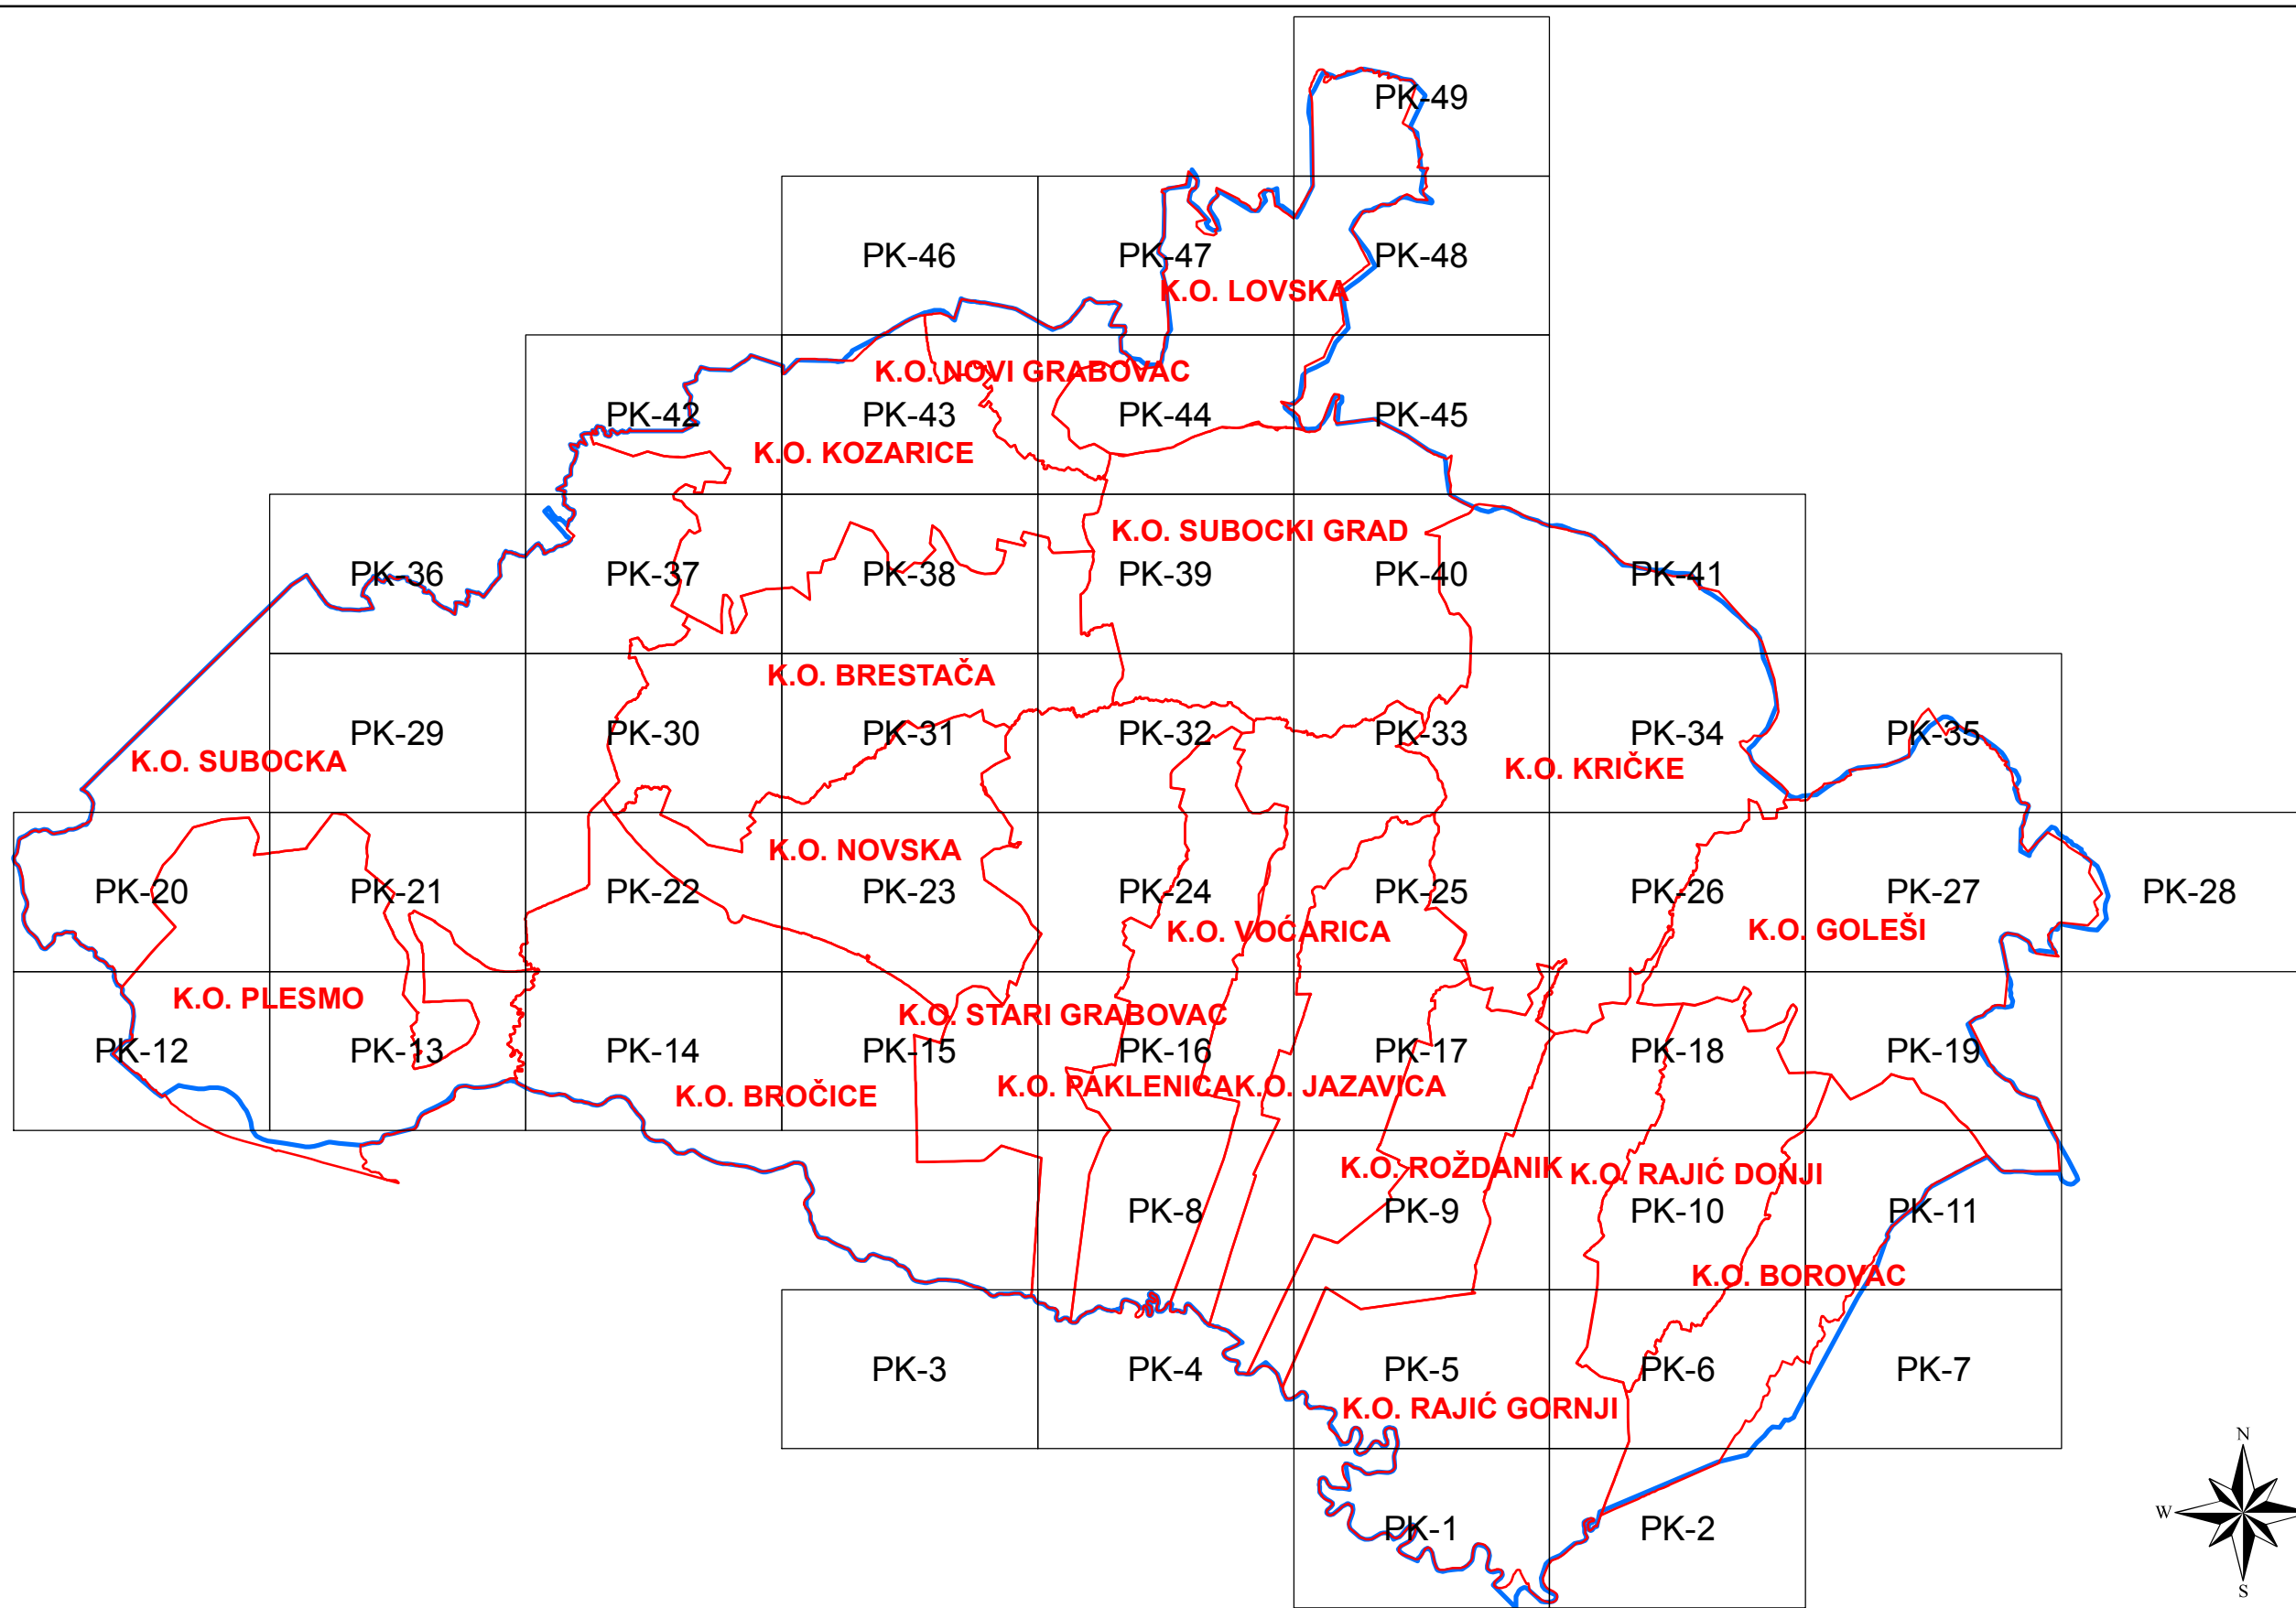 PK-49
PK-46 PK-47 PK-48
K.O. LOVSKA
K.O. NOVI GRABOVAC
PK-42 PK-43 PK-44 PK-45
K.O. KOZARICE
K.O. SUBOCKI GRAD
PK-36 PK-37 PK-38 PK-39 PK-40 PK-41
K.O. BRESTAČA
PK-29 PK-30 PK-31 PK-32 PK-33 PK-34 PK-35
K.O. SUBOCKA K.O. KRIČKE
K.O. NOVSKA
PK-20 PK-21 PK-22 PK-23 PK-24 PK-25 PK-26 PK-27 PK-28
K.O. VOĆARICA K.O. GOLEŠI
K.O. PLESMO K.O. STARI GRABOVAC
PK-12 PK-13 PK-14 PK-15 PK-16 PK-17 PK-18 PK-19
K.O. BROČICE K.O. PAKLENICA K.O. JAZAVICA
K.O. ROŽDANIK K.O. RAJIĆ DONJI
PK-8 PK-9 PK-10 PK-11
K.O. BOROVAC
PK-3 PK-4 PK-5 PK-6 PK-7
K.O. RAJIĆ GORNJI
PK-1 PK-2
N
W
S